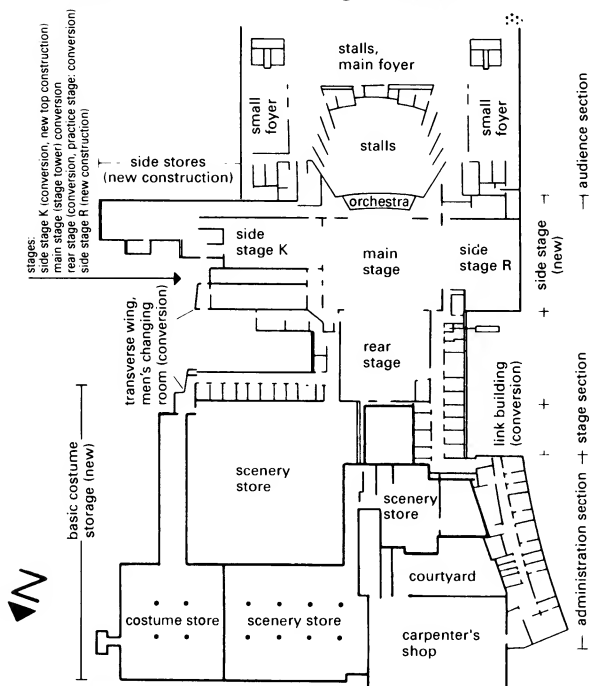 stages:
side stage K (conversion, new top construction)
main stage (stage tower) conversion
rear stage (conversion, practice stage: conversion)
side stage R (new construction)
stalls,
main foyer
small
foyer
stalls
small
foyer
side stores
(new construction)
orchestra
side
stage K
main
stage
side
stage R
side stage
(new)
audience section
transverse wing,
men's changing
room (conversion)
rear
stage
link building
(conversion)
stage section
basic costume
storage (new)
scenery
store
scenery
store
courtyard
administration section
costume store
scenery store
carpenter's
shop
N